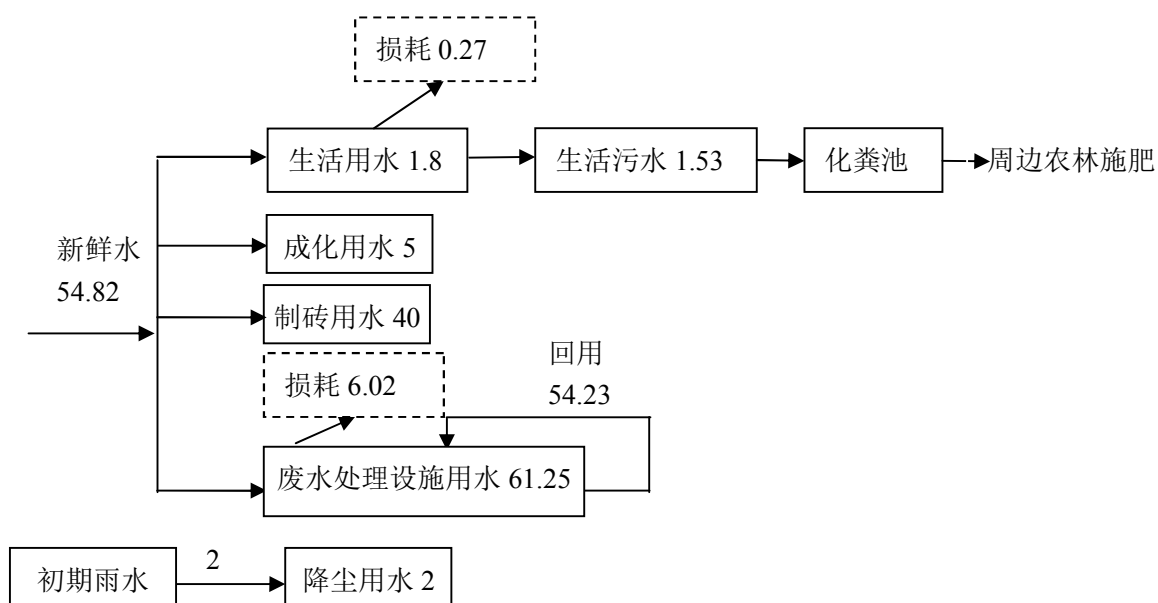 损耗 0.27
生活用水 1.8
生活污水 1.53
化粪池
周边农林施肥
新鲜水
54.82
成化用水 5
制砖用水 40
损耗 6.02
回用
54.23
废水处理设施用水 61.25
初期雨水
2
降尘用水 2